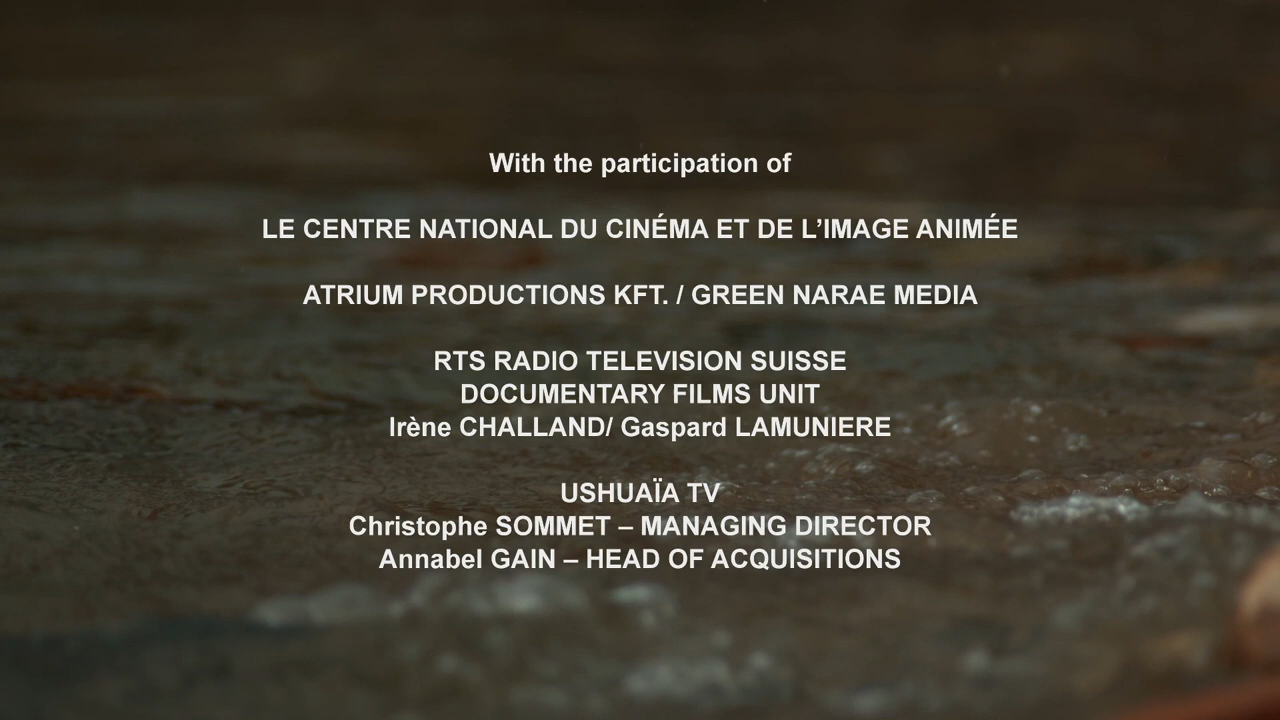 With the participation of
LE CENTRE NATIONAL DU CINÉMA ET DE L’IMAGE ANIMÉE
ATRIUM PRODUCTIONS KFT. / GREEN NARAE MEDIA
RTS RADIO TELEVISION SUISSE
DOCUMENTARY FILMS UNIT
Irène CHALLAND/ Gaspard LAMUNIERE
USHUAÏA TV
Christophe SOMMET – MANAGING DIRECTOR
Annabel GAIN – HEAD OF ACQUISITIONS